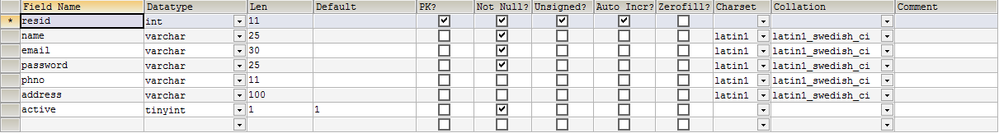 Field Name Datatype Len Default PK? Not Null? Unsigned? Auto Incr? Zerofill? Charset Collation Comment
* resid int 11
name varchar 25 latin1 latin1_swedish_ci
email varchar 30 latin1 latin1_swedish_ci
password varchar 25 latin1 latin1_swedish_ci
phno varchar 11 latin1 latin1_swedish_ci
address varchar 100 latin1 latin1_swedish_ci
active tinyint 1 1